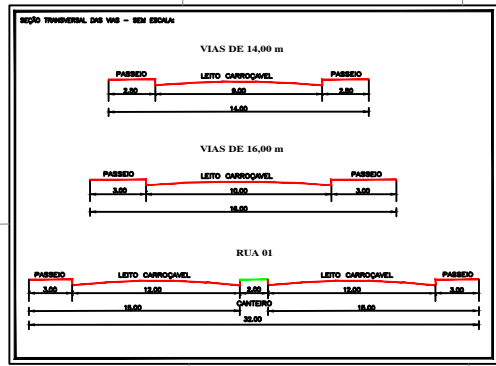 SEÇÃO TRANSVERSAL DAS VIAS - SEM ESCALA:
VIAS DE 14,00 m
PASSEIO LEITO CARROÇAVEL PASSEIO
2.50 9.00 2.50
14.00
VIAS DE 16,00 m
PASSEIO LEITO CARROÇAVEL PASSEIO
3.00 10.00 3.00
16.00
RUA 01
PASSEIO LEITO CARROÇAVEL LEITO CARROÇAVEL PASSEIO
3.00 12.00 2.00 12.00 3.00
CANTEIRO
15.00 15.00
32.00